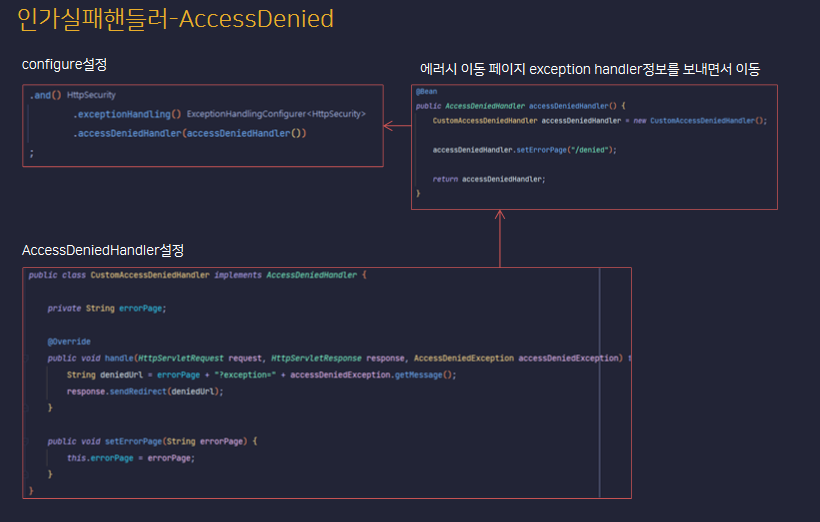 인가실패핸들러-AccessDenied
configure설정
.and() HttpSecurity
.exceptionHandling() ExceptionHandlingConfigurer<HttpSecurity>
.accessDeniedHandler(accessDeniedHandler())
;
에러시 이동 페이지 exception handler정보를 보내면서 이동
@Bean
public AccessDeniedHandler accessDeniedHandler() {
CustomAccessDeniedHandler accessDeniedHandler = new CustomAccessDeniedHandler();
accessDeniedHandler.setErrorPage("/denied");
return accessDeniedHandler;
}
AccessDeniedHandler설정
public class CustomAccessDeniedHandler implements AccessDeniedHandler {
private String errorPage;
@Override
public void handle(HttpServletRequest request, HttpServletResponse response, AccessDeniedException accessDeniedException)
String deniedUrl = errorPage + "?exception=" + accessDeniedException.getMessage();
response.sendRedirect(deniedUrl);
}
public void setErrorPage(String errorPage) {
this.errorPage = errorPage;
}
}